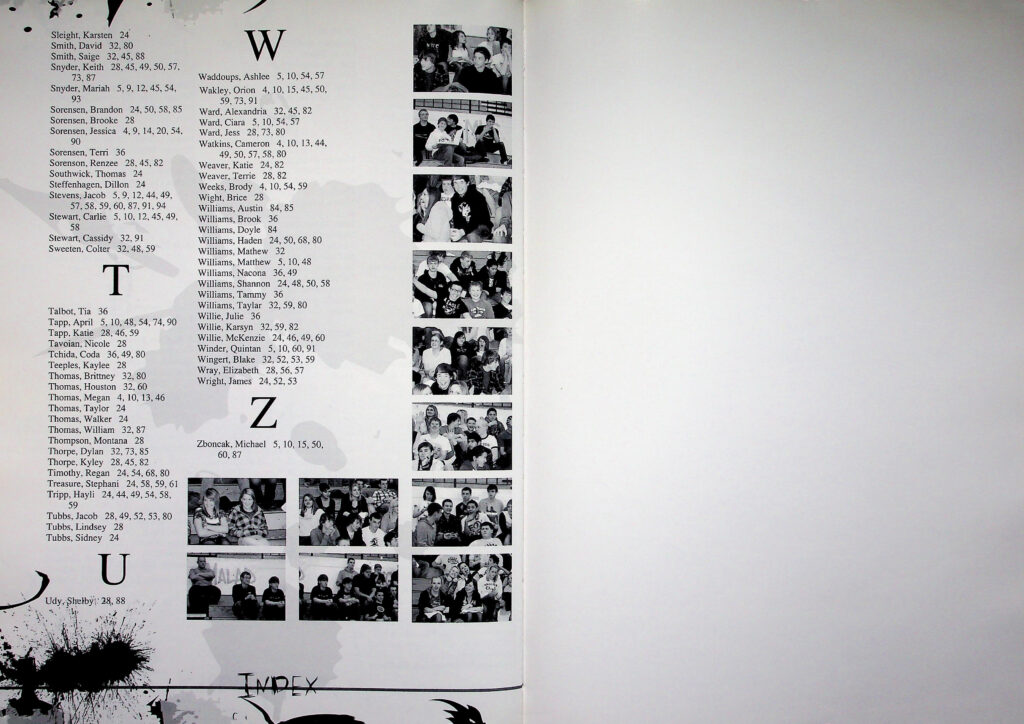 Sleight, Karsten 24
Smith, David 32, 80
Smith, Saige 32, 45, 88
Snyder, Keith 28, 45, 49, 50, 57,
73, 87
Snyder, Mariah 5, 9, 12, 45, 54,
93
Sorensen, Brandon 24, 50, 58, 85
Sorensen, Brooke 28
Sorensen, Jessica 4, 9, 14, 20, 54,
90
Sorensen, Terri 36
Sorenson, Renzee 28, 45, 82
Southwick, Thomas 24
Steffenhagen, Dillon 24
Stevens, Jacob 5, 9, 12, 44, 49,
57, 58, 59, 60, 87, 91, 94
Stewart, Carlie 5, 10, 12, 45, 49,
58
Stewart, Cassidy 32, 91
Sweeten, Colter 32, 48, 59
T
Talbot, Tia 36
Tapp, April 5, 10, 48, 54, 74, 90
Tapp, Katie 28, 46, 59
Tavoian, Nicole 28
Tchida, Coda 36, 49, 80
Teeples, Kaylee 28
Thomas, Brittney 32, 80
Thomas, Houston 32, 60
Thomas, Megan 4, 10, 13, 46
Thomas, Taylor 24
Thomas, Walker 24
Thomas, William 32, 87
Thompson, Montana 28
Thorpe, Dylan 32, 73, 85
Thorpe, Kyley 28, 45, 82
Timothy, Regan 24, 54, 68, 80
Treasure, Stephani 24, 58, 59, 61
Tripp, Hayli 24, 44, 49, 54, 58,
59
Tubbs, Jacob 28, 49, 52, 53, 80
Tubbs, Lindsey 28
Tubbs, Sidney 24
U
Udy, Shelby 28, 88
W
Waddoups, Ashlee 5, 10, 54, 57
Wakley, Orion 4, 10, 15, 45, 50,
59, 73, 91
Ward, Alexandria 32, 45, 82
Ward, Ciara 5, 10, 54, 57
Ward, Jess 28, 73, 80
Watkins, Cameron 4, 10, 13, 44,
49, 50, 57, 58, 80
Weaver, Katie 24, 82
Weaver, Terrie 28, 82
Weeks, Brody 4, 10, 54, 59
Wight, Brice 28
Williams, Austin 84, 85
Williams, Brook 36
Williams, Doyle 84
Williams, Haden 24, 50, 68, 80
Williams, Mathew 32
Williams, Matthew 5, 10, 48
Williams, Nacona 36, 49
Williams, Shannon 24, 48, 50, 58
Williams, Tammy 36
Williams, Taylar 32, 59, 80
Willie, Julie 36
Willie, Karsyn 32, 59, 82
Willie, McKenzie 24, 46, 49, 60
Winder, Quintan 5, 10, 60, 91
Wingert, Blake 32, 52, 53, 59
Wray, Elizabeth 28, 56, 57
Wright, James 24, 52, 53
Z
Zboncak, Michael 5, 10, 15, 50,
60, 87
INDEX